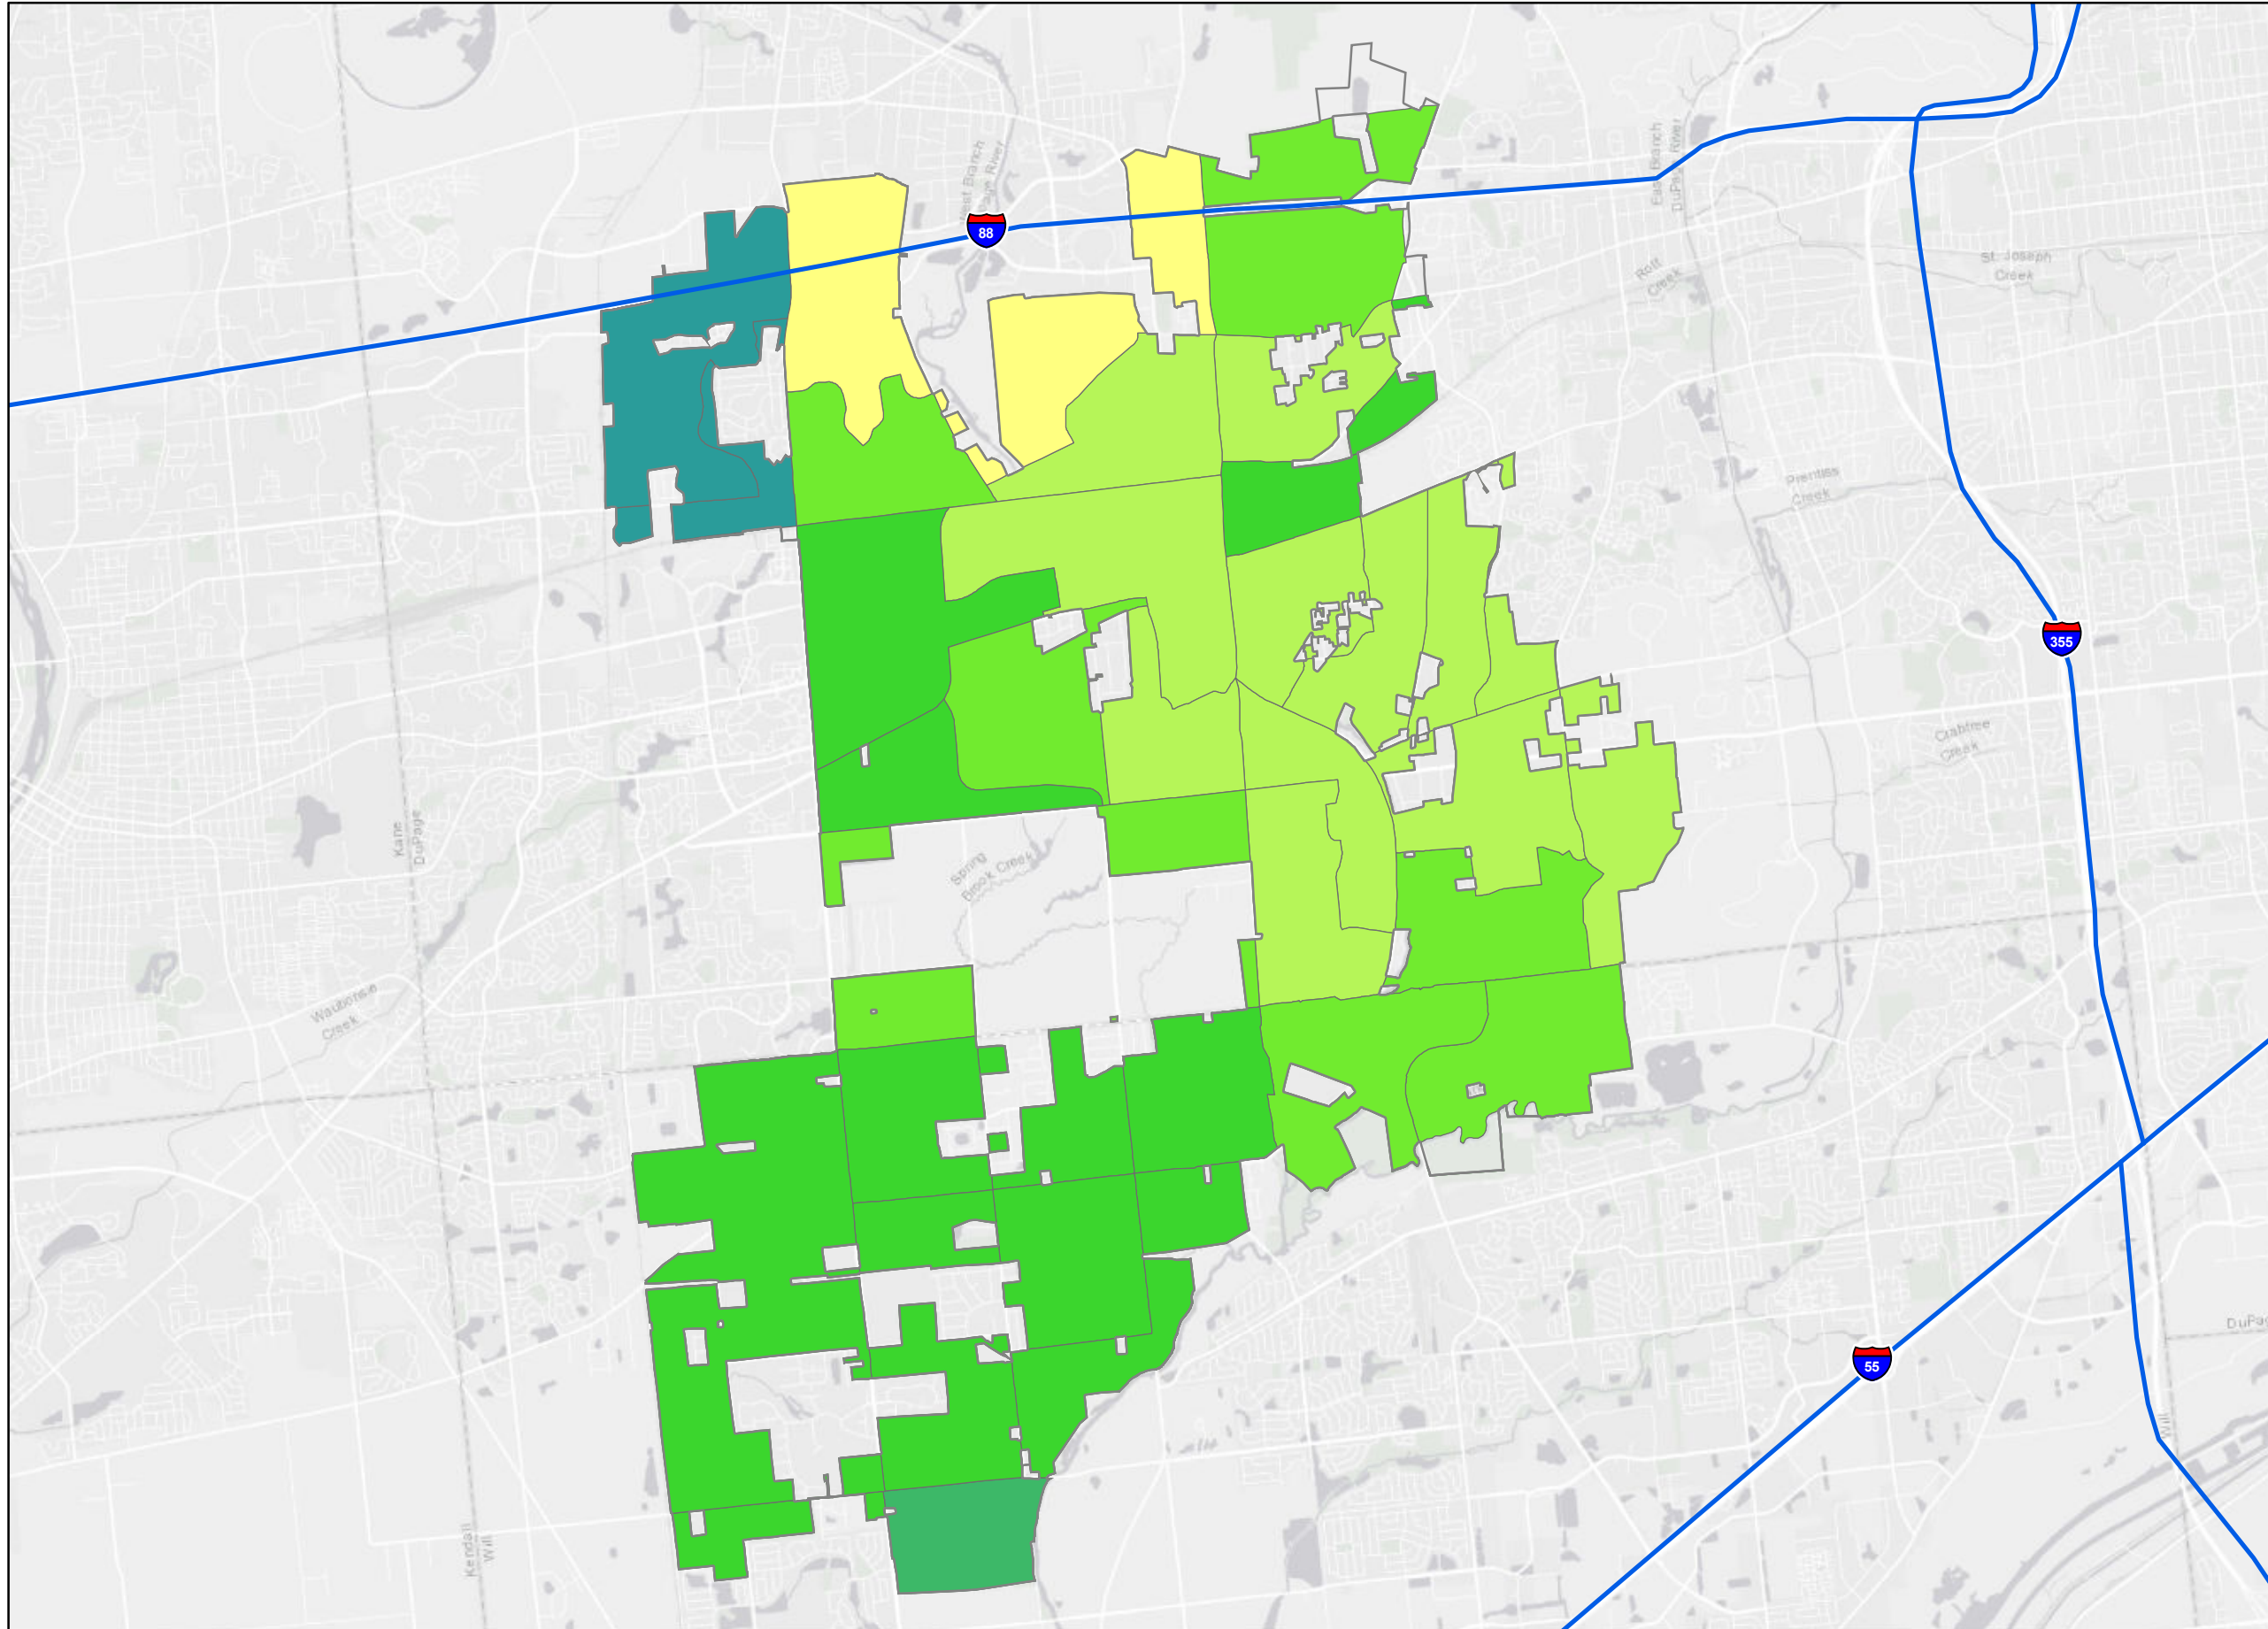 West Branch
DuPage River
East Branch
DuPage River
88
St. Joseph
Creek
Rott
Creek
Prentiss
Creek
355
Crabtree
Creek
Kane
DuPage
Spring
Brook Creek
Waubonsie
Creek
DuPag
55
Will
Kendall
Will